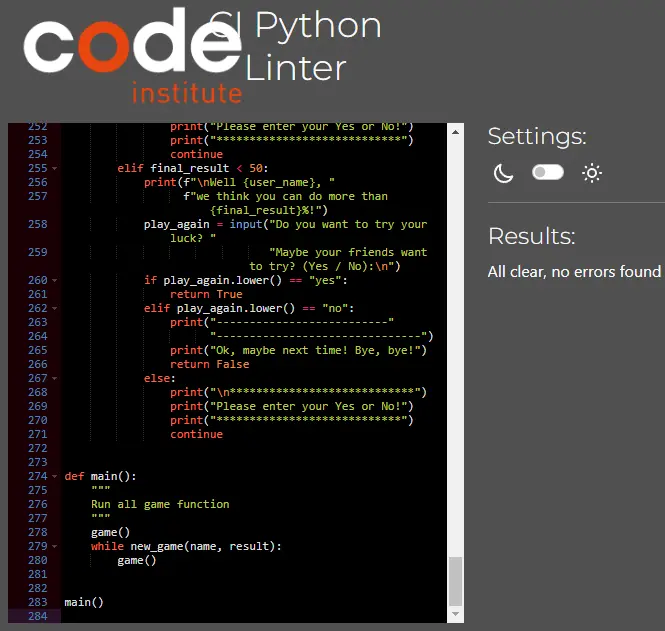 code
institute
CI Python
Linter
252 print("Please enter your Yes or No!")
253 print("****************************")
254 continue
255 elif final_result < 50:
256 print(f"\nWell {user_name}, "
257 f"we think you can do more than
{final_result}%!")
258 play_again = input("Do you want to try your
luck? "
259 "Maybe your friends want
to try? (Yes / No):\n")
260 if play_again.lower() == "yes":
261 return True
262 elif play_again.lower() == "no":
263 print("--------------------------"
264 "-------------------------------")
265 print("Ok, maybe next time! Bye, bye!")
266 return False
267 else:
268 print("\n****************************")
269 print("Please enter your Yes or No!")
270 print("****************************")
271 continue
272
273
274 def main():
275 """
276 Run all game function
277 """
278 game()
279 while new_game(name, result):
280 game()
281
282
283 main()
284
Settings:
Results:
All clear, no errors found